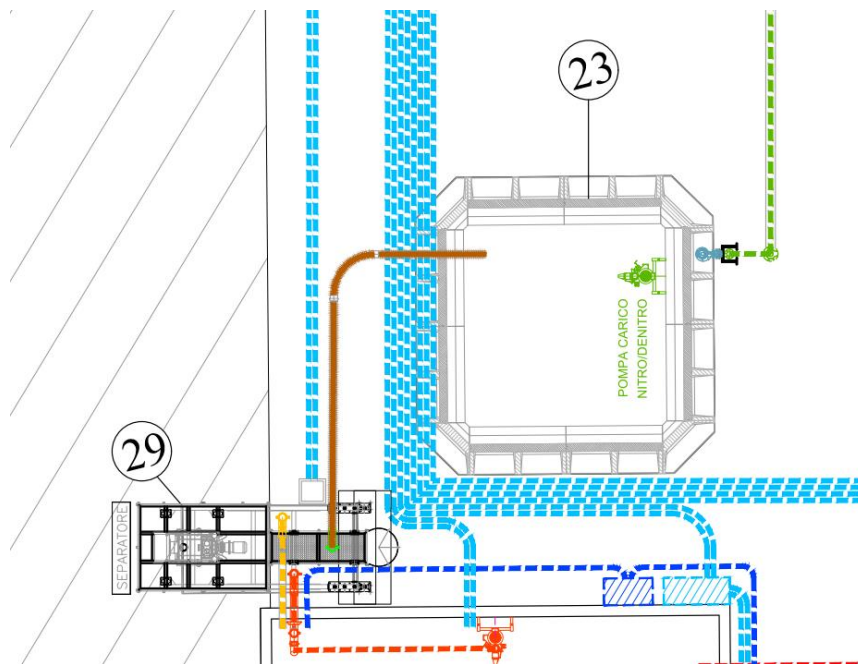 23
POMPA CARICO
NITRO/DENITRO
29
SEPARATORE